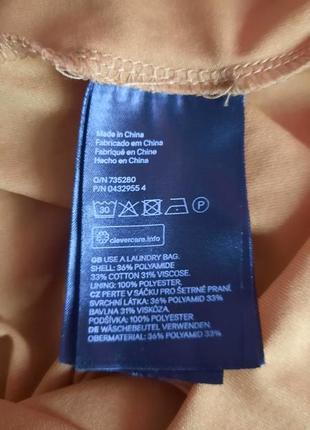 Made in China
Fabricado em China
Fabriqué en Chine
Hecho en China
O/N 735280
P/N 0432955 4
30 P
clevercare.info
GB USE A LAUNDRY BAG.
SHELL: 36% POLYAMIDE
33% COTTON 31% VISCOSE.
LINING: 100% POLYESTER
CZ PERTE V SÁČKU PRO ŠETRNÉ PRANÍ.
SVRCHNÍ LÁTKA: 36% POLYAMID 33%
BAVLNA 31% VISKÓZA
PODŠÍVKA: 100% POLYESTER
DE WÄSCHEBEUTEL VERWENDEN.
OBERMATERIAL: 36% POLYAMID 33%